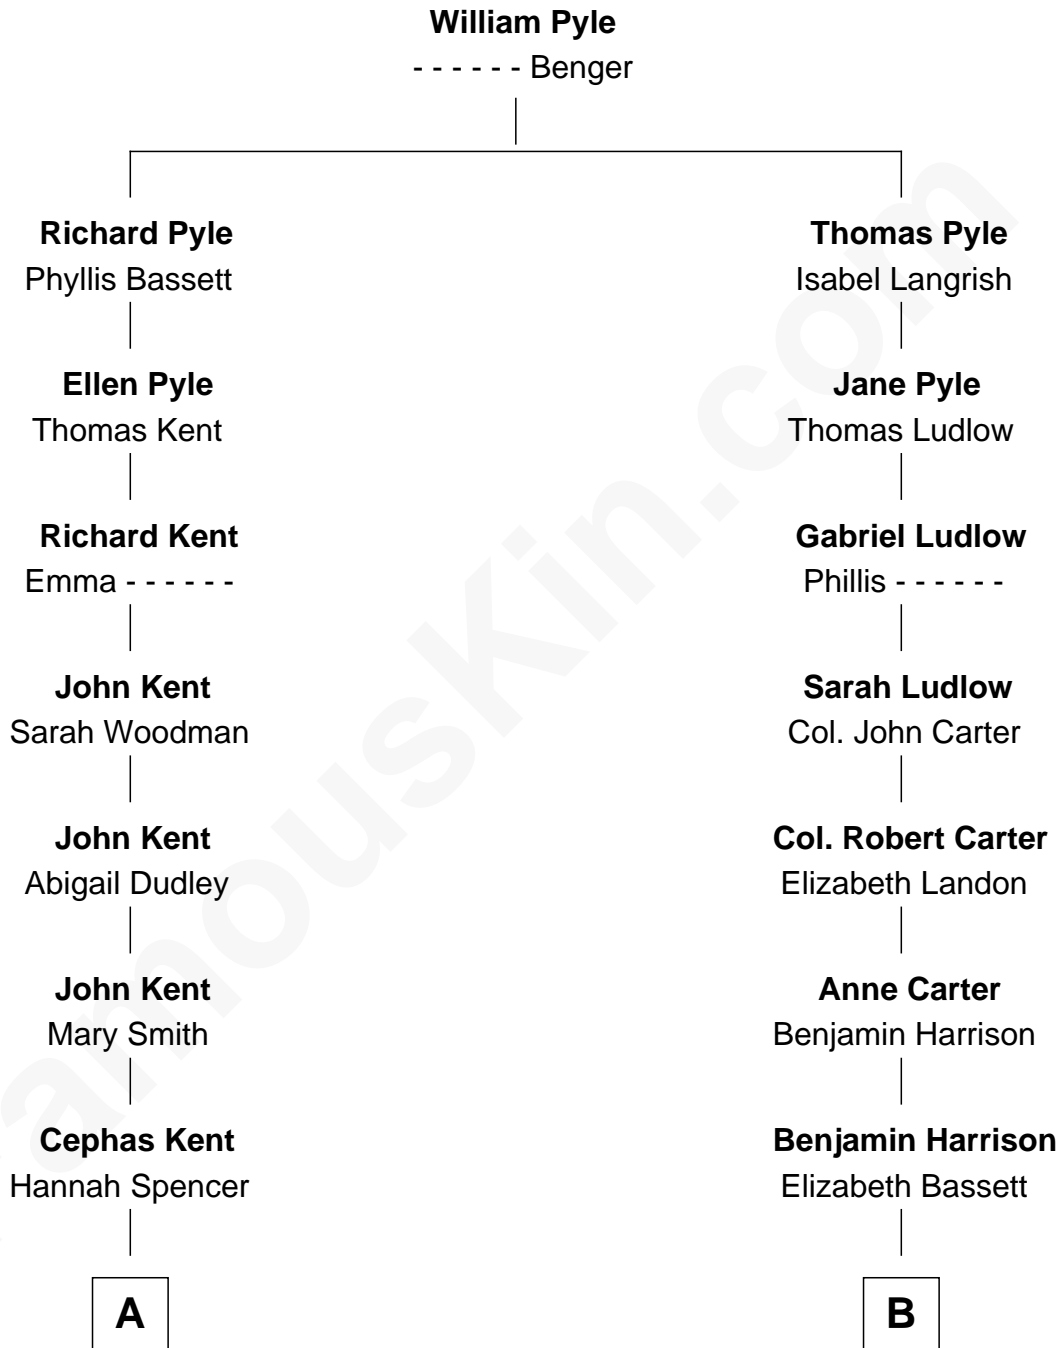 William Pyle
- - - - - - Benger
Richard Pyle
Phyllis Bassett
Ellen Pyle
Thomas Kent
Richard Kent
Emma - - - - - -
John Kent
Sarah Woodman
John Kent
Abigail Dudley
John Kent
Mary Smith
Cephas Kent
Hannah Spencer
A
Thomas Pyle
Isabel Langrish
Jane Pyle
Thomas Ludlow
Gabriel Ludlow
Phillis - - - - - -
Sarah Ludlow
Col. John Carter
Col. Robert Carter
Elizabeth Landon
Anne Carter
Benjamin Harrison
Benjamin Harrison
Elizabeth Bassett
B
amousKin.com